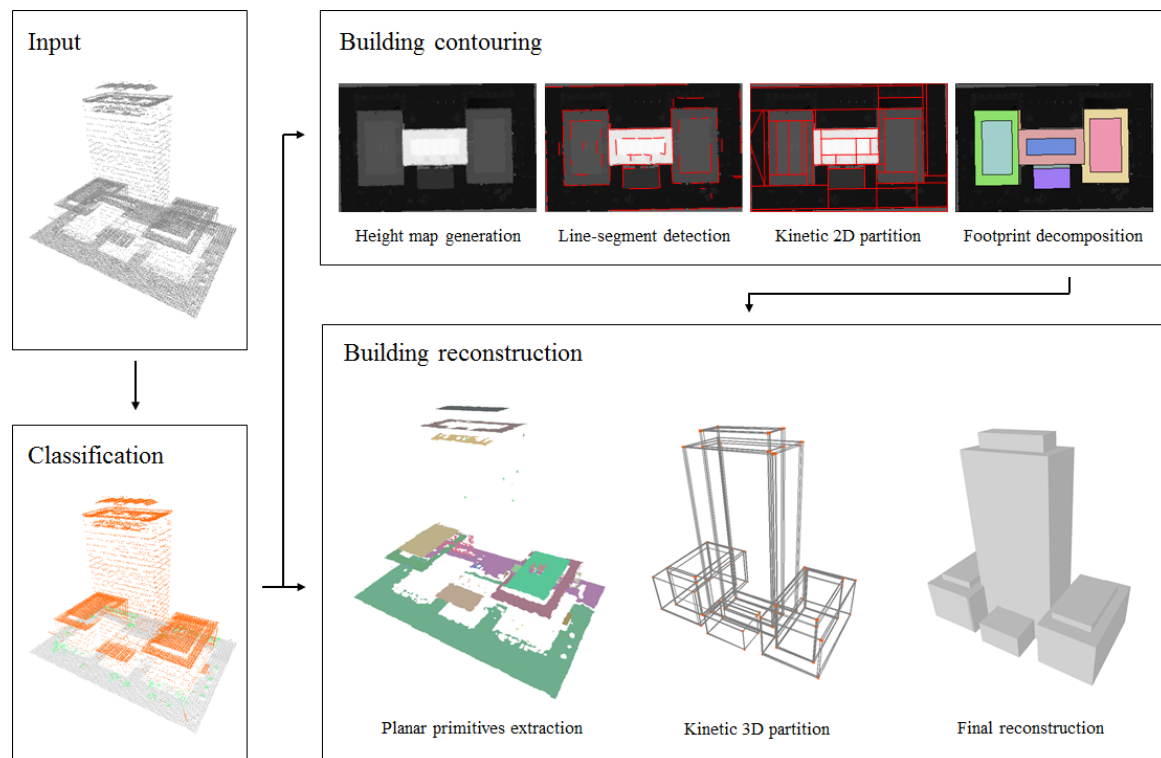 Input
Building contouring
Height map generation
Line-segment detection
Kinetic 2D partition
Footprint decomposition
Classification
Building reconstruction
Planar primitives extraction
Kinetic 3D partition
Final reconstruction